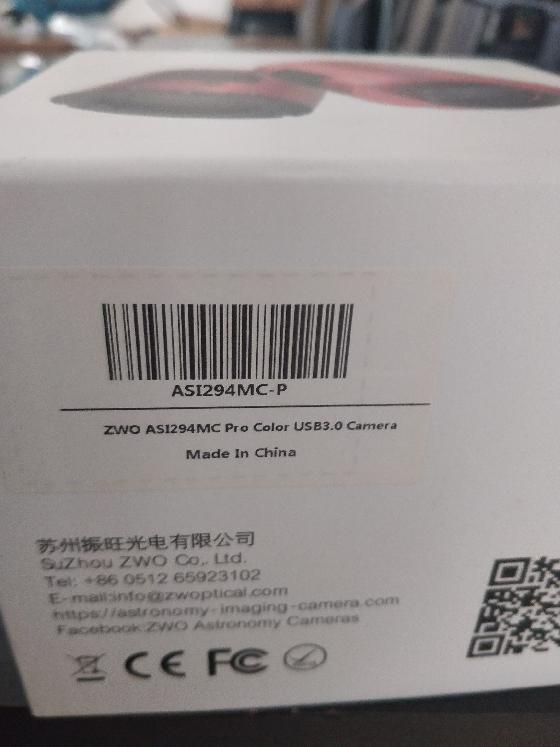 ASI294MC-P
ZWO ASI294MC Pro Color USB3.0 Camera
Made In China
苏州振旺光电有限公司
SuZhou ZWO Co,. Ltd.
Tel: +86 0512 65923102
E-mail:info@zwoptical.com
https://astronomy-imaging-camera.com
Facebook:ZWO Astronomy Cameras
CE FC